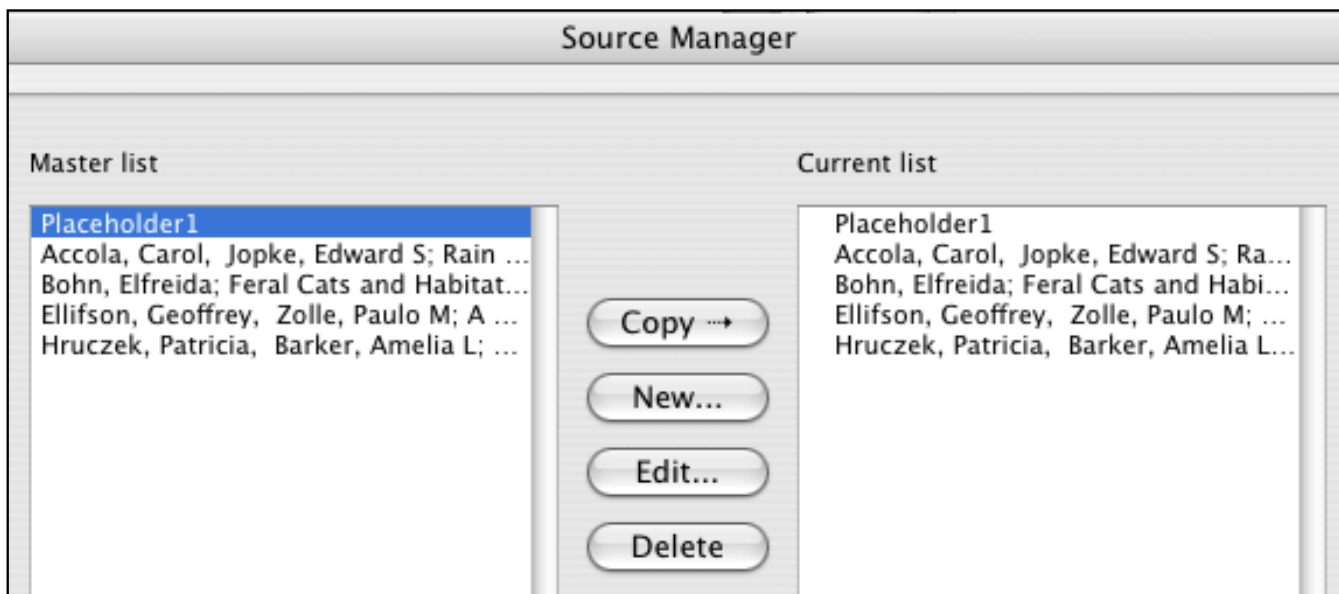 Source Manager
Master list
Current list
Placeholder1
Accola, Carol,  Jopke, Edward S; Rain ...
Bohn, Elfreida; Feral Cats and Habitat...
Ellifson, Geoffrey,  Zolle, Paulo M; A ...
Hruczek, Patricia,  Barker, Amelia L; ...
Copy ⇢
New...
Edit...
Delete
Placeholder1
Accola, Carol,  Jopke, Edward S; Ra...
Bohn, Elfreida; Feral Cats and Habi...
Ellifson, Geoffrey,  Zolle, Paulo M; ...
Hruczek, Patricia,  Barker, Amelia L...